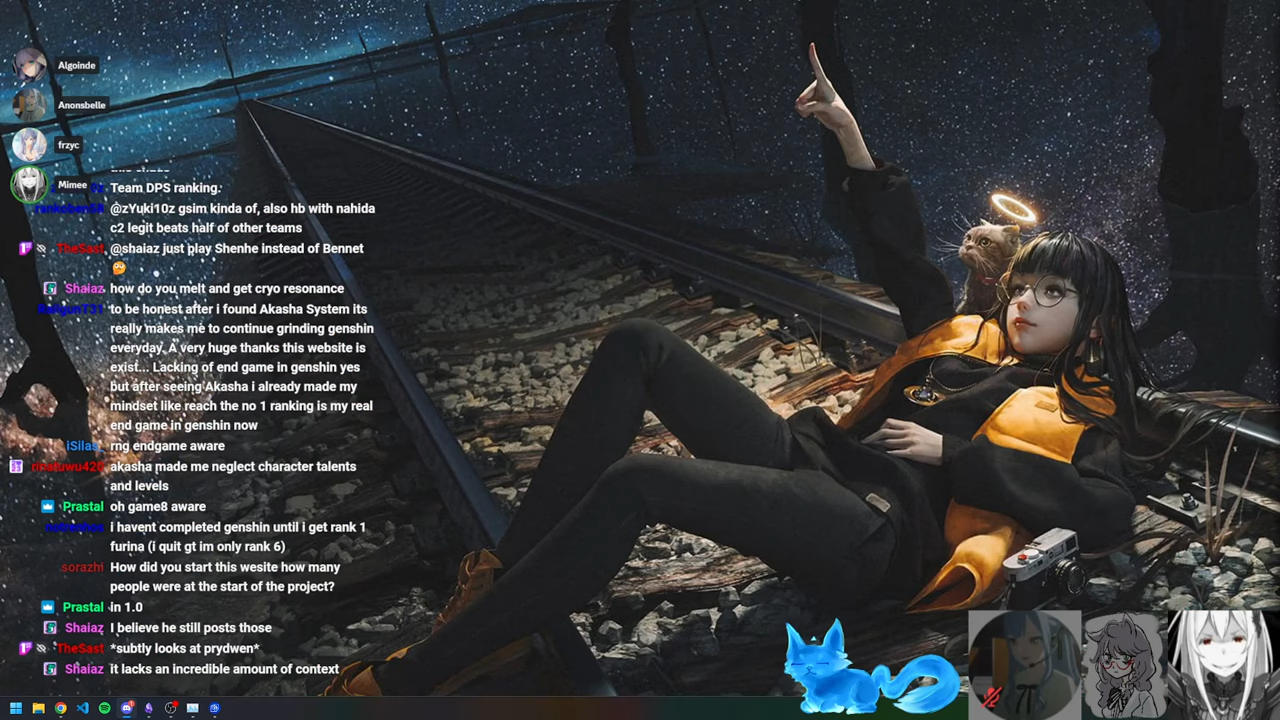 Algoinde
Anonsbelle
frzyc
Mimee
Team DPS ranking.
@zYuki10z gsim kinda of, also hb with nahida
c2 legit beats half of other teams
TheSast @shaiaz just play Shenhe instead of Bennet
Shaiaz how do you melt and get cryo resonance
to be honest after i found Akasha System its
really makes me to continue grinding genshin
everyday, A very huge thanks this website is
exist... Lacking of end game in genshin yes
but after seeing Akasha i already made my
mindset like reach the no 1 ranking is my real
end game in genshin now
rng endgame aware
akasha made me neglect character talents
and levels
Prastal oh game8 aware
i havent completed genshin until i get rank 1
furina (i quit gt im only rank 6)
sorazhi How did you start this wesite how many
people were at the start of the project?
Prastal in 1.0
Shaiaz I believe he still posts those
TheSast *subtly looks at prydwen*
Shaiaz it lacks an incredible amount of context